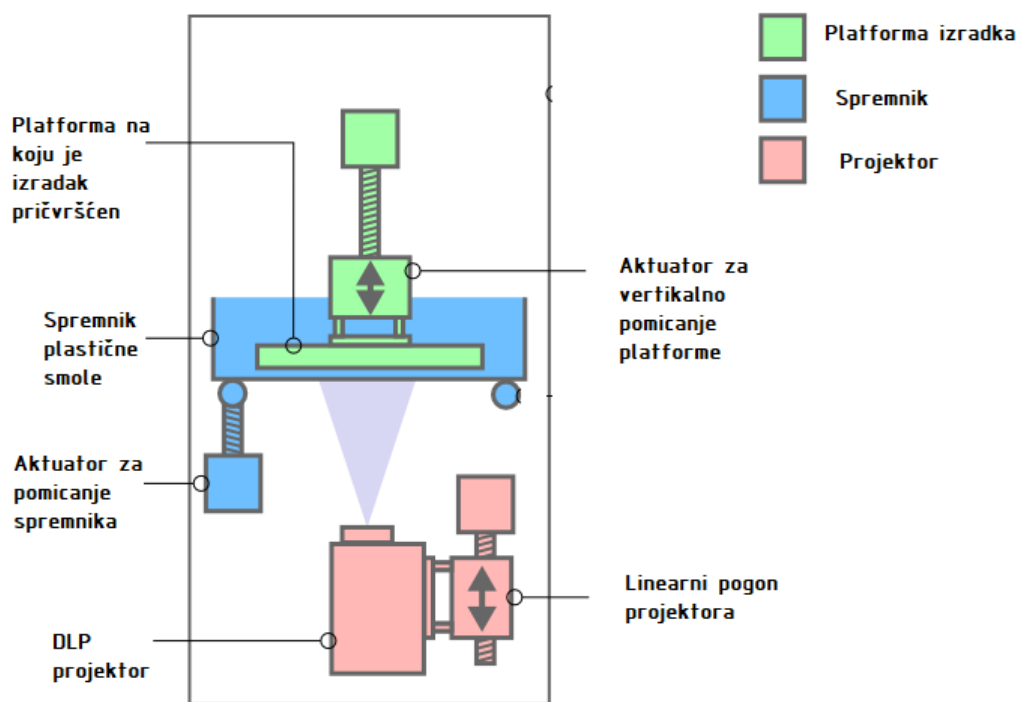 Platforma izradka
Spremnik
Projektor
Platforma na
koju je
izradak
pričvršćen
Aktuator za
vertikalno
pomicanje
platforme
Spremnik
plastične
smole
Aktuator za
pomicanje
spremnika
Linearni pogon
projektora
DLP
projektor